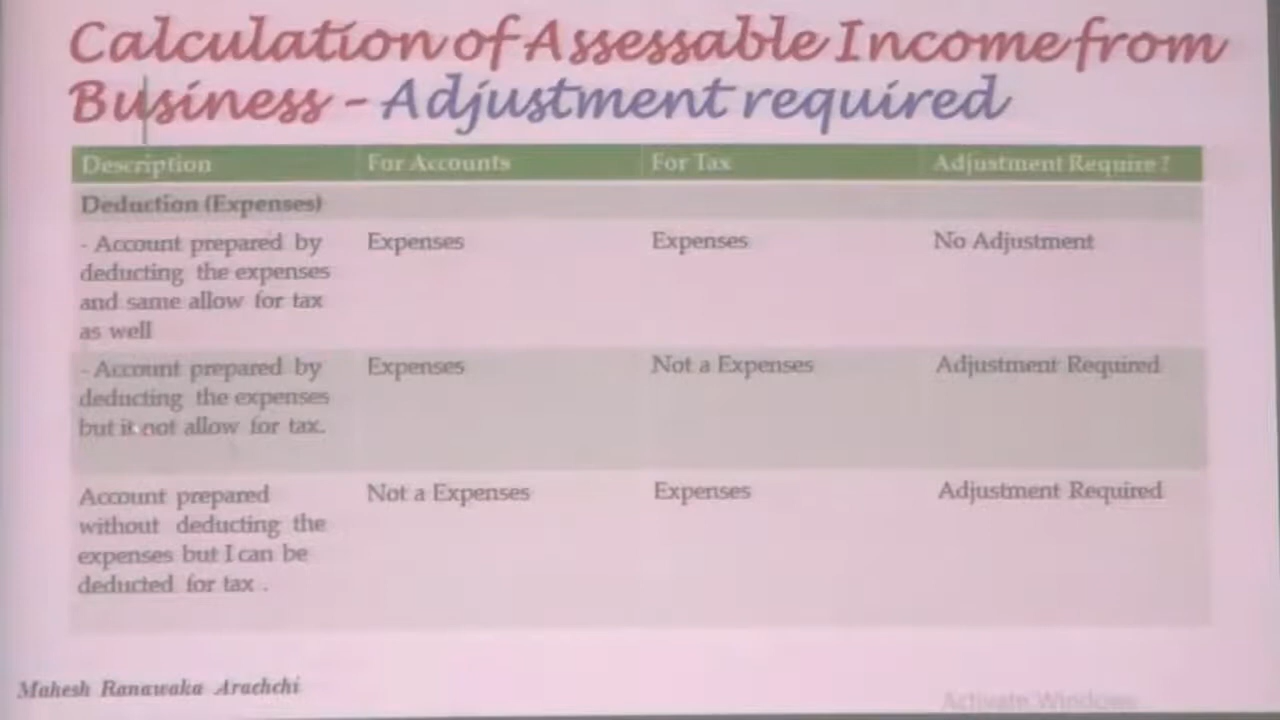 Calculation of Assessable Income from
Business - Adjustment required
Description For Accounts For Tax Adjustment Require ?
Deduction (Expenses)
- Account prepared by Expenses Expenses No Adjustment
deducting the expenses
and same allow for tax
as well
- Account prepared by Expenses Not a Expenses Adjustment Required
deducting the expenses
but it not allow for tax.
Account prepared Not a Expenses Expenses Adjustment Required
without deducting the
expenses but I can be
deducted for tax .
Mahesh Ranawaka Arachchi
Activate Windows